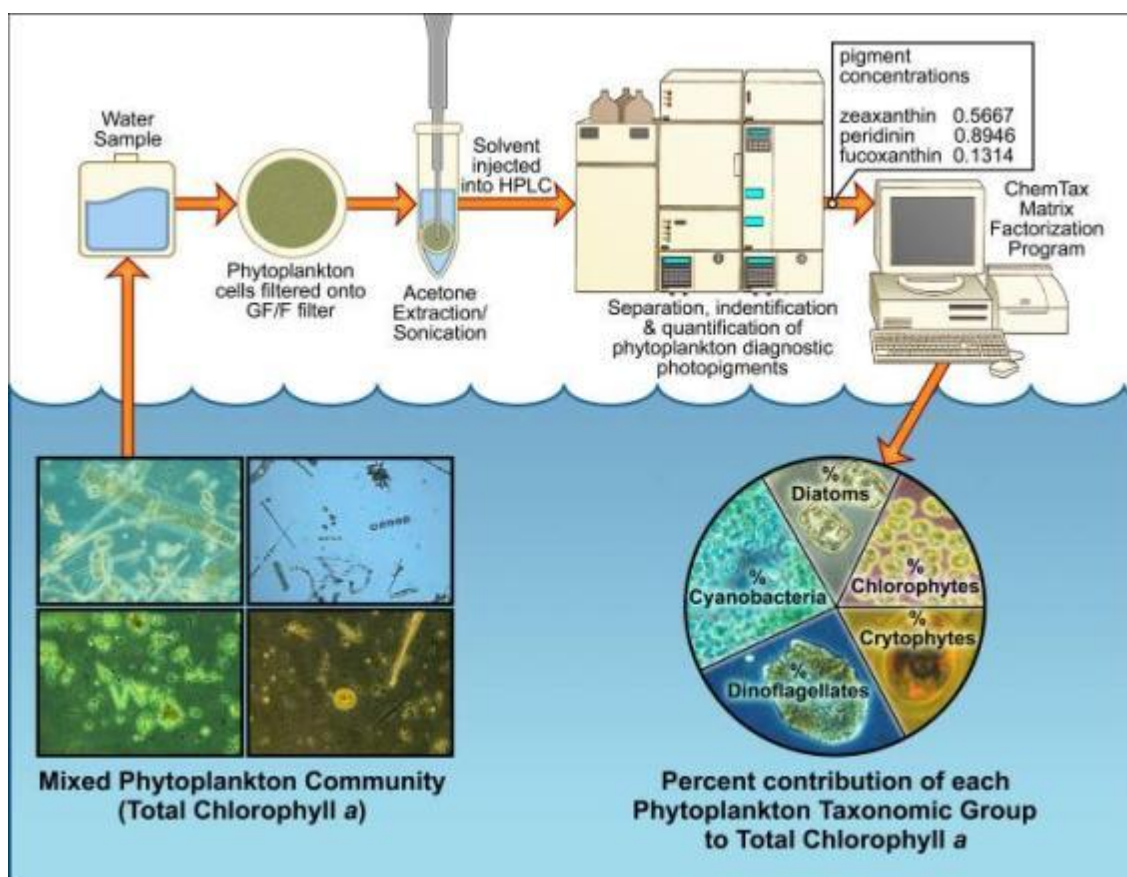 Water
Sample
Phytoplankton
cells filtered onto
GF/F filter
Acetone
Extraction/
Sonication
Solvent
injected
into HPLC
Separation, indentification
& quantification of
phytoplankton diagnostic
photopigments
pigment
concentrations
zeaxanthin 0.5667
peridinin 0.8946
fucoxanthin 0.1314
ChemTax
Matrix
Factorization
Program
%
Diatoms
%
Chlorophytes
%
Crytophytes
%
Dinoflagellates
%
Cyanobacteria
Mixed Phytoplankton Community
(Total Chlorophyll a)
Percent contribution of each
Phytoplankton Taxonomic Group
to Total Chlorophyll a